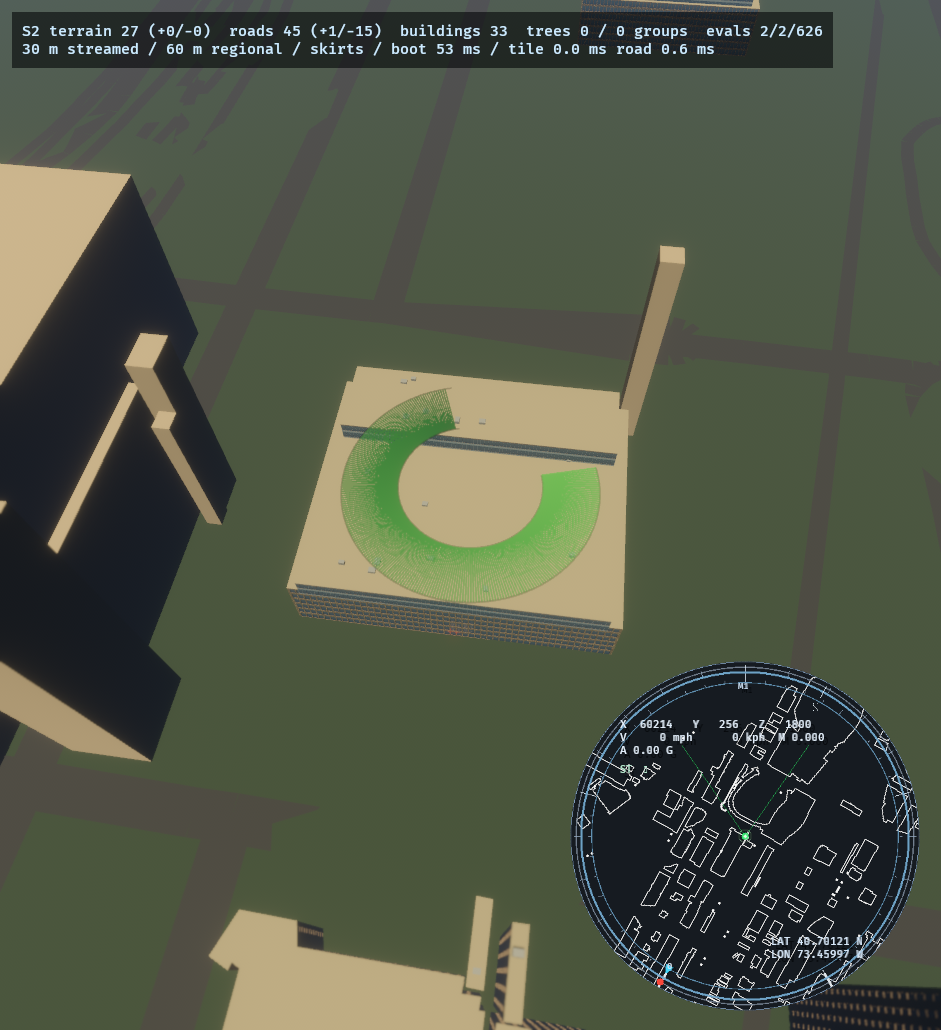 S2 terrain 27 (+0/-0)  roads 45 (+1/-15)  buildings 33  trees 0 / 0 groups  evals 2/2/626
30 m streamed / 60 m regional / skirts / boot 53 ms / tile 0.0 ms road 0.6 ms
X 60214 Y 256 Z 1800
V 0 mph 0 kph M 0.000
A 0.00 G
LAT 40.70121 N
LON 73.45997 W